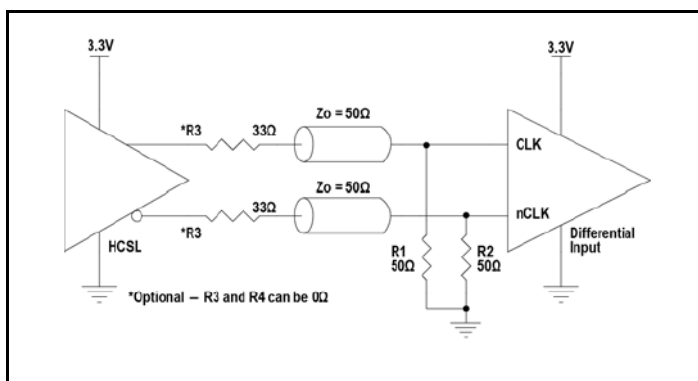 3.3V
3.3V
*R3
33Ω
Zo = 50Ω
CLK
Zo = 50Ω
33Ω
nCLK
*R3
HCSL
R1
50Ω
R2
50Ω
Differential
Input
*Optional – R3 and R4 can be 0Ω